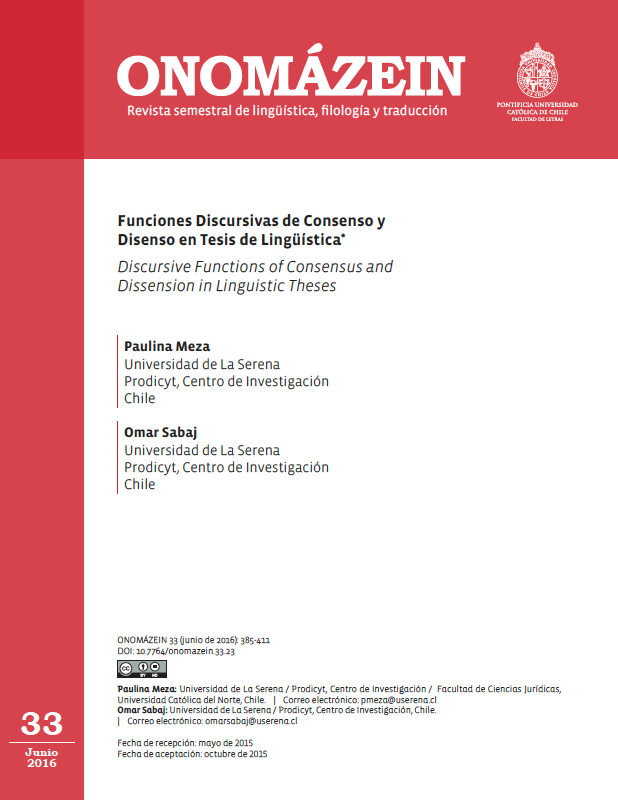 ONOMÁZEIN
Revista semestral de lingüística, filología y traducción
PONTIFICIA UNIVERSIDAD
CATÓLICA DE CHILE
FACULTAD DE LETRAS
Funciones Discursivas de Consenso y
Disenso en Tesis de Lingüística*
Discursive Functions of Consensus and
Dissension in Linguistic Theses
Paulina Meza
Universidad de La Serena
Prodicyt, Centro de Investigación
Chile
Omar Sabaj
Universidad de La Serena
Prodicyt, Centro de Investigación
Chile
ONOMÁZEIN 33 (junio de 2016): 385-411
DOI: 10.7764/onomazein.33.23
cc
BY ND
Paulina Meza: Universidad de La Serena / Prodicyt, Centro de Investigación / Facultad de Ciencias Jurídicas,
Universidad Católica del Norte, Chile. | Correo electrónico: pmeza@userena.cl
Omar Sabaj: Universidad de La Serena / Prodicyt, Centro de Investigación, Chile.
| Correo electrónico: omarsabaj@userena.cl
Fecha de recepción: mayo de 2015
Fecha de aceptación: octubre de 2015
33
Junio
2016